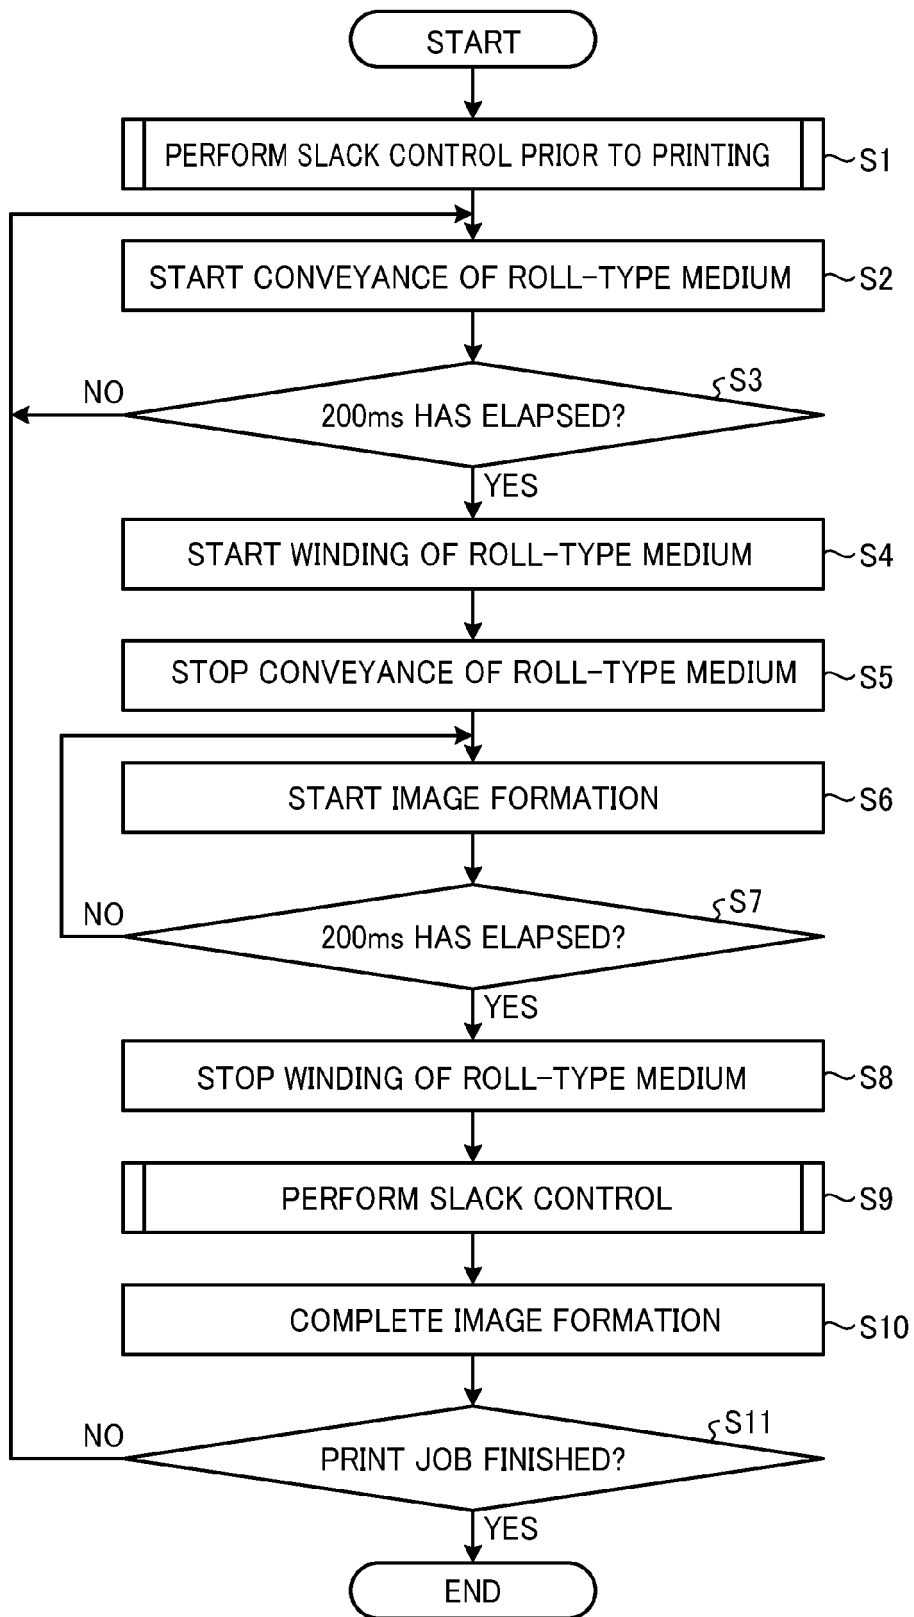 START
PERFORM SLACK CONTROL PRIOR TO PRINTING
S1
START CONVEYANCE OF ROLL-TYPE MEDIUM
S2
S3
NO
200ms HAS ELAPSED?
YES
START WINDING OF ROLL-TYPE MEDIUM
S4
STOP CONVEYANCE OF ROLL-TYPE MEDIUM
S5
START IMAGE FORMATION
S6
S7
NO
200ms HAS ELAPSED?
YES
STOP WINDING OF ROLL-TYPE MEDIUM
S8
PERFORM SLACK CONTROL
S9
COMPLETE IMAGE FORMATION
S10
S11
NO
PRINT JOB FINISHED?
YES
END